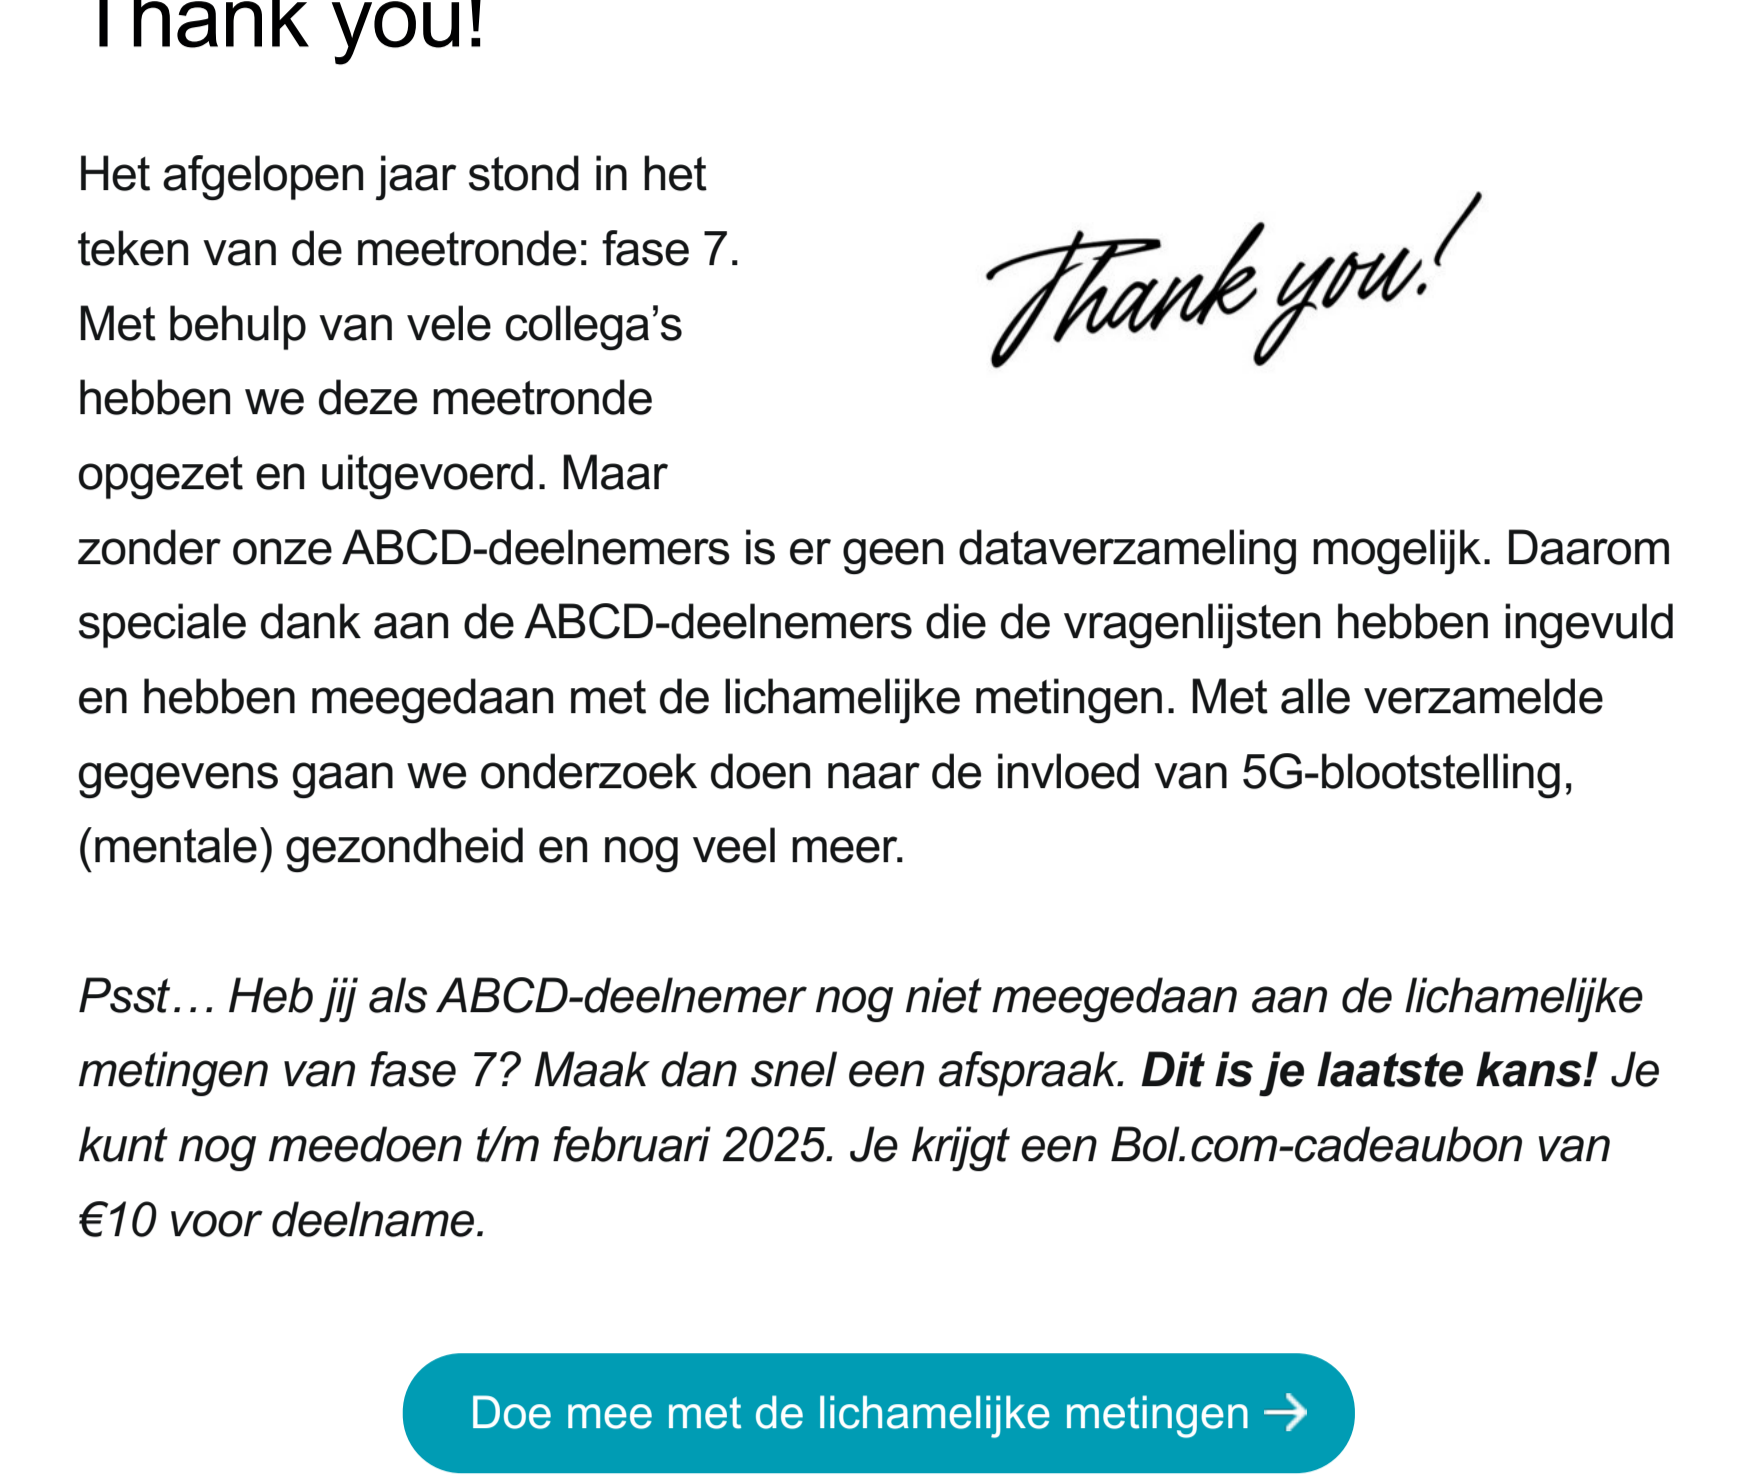 Thank you!
Het afgelopen jaar stond in het
teken van de meetronde: fase 7.
Met behulp van vele collega’s
hebben we deze meetronde
opgezet en uitgevoerd. Maar
Thank you!
zonder onze ABCD-deelnemers is er geen dataverzameling mogelijk. Daarom
speciale dank aan de ABCD-deelnemers die de vragenlijsten hebben ingevuld
en hebben meegedaan met de lichamelijke metingen. Met alle verzamelde
gegevens gaan we onderzoek doen naar de invloed van 5G-blootstelling,
(mentale) gezondheid en nog veel meer.
Psst… Heb jij als ABCD-deelnemer nog niet meegedaan aan de lichamelijke
metingen van fase 7? Maak dan snel een afspraak. Dit is je laatste kans! Je
kunt nog meedoen t/m februari 2025. Je krijgt een Bol.com-cadeaubon van
€10 voor deelname.
Doe mee met de lichamelijke metingen →